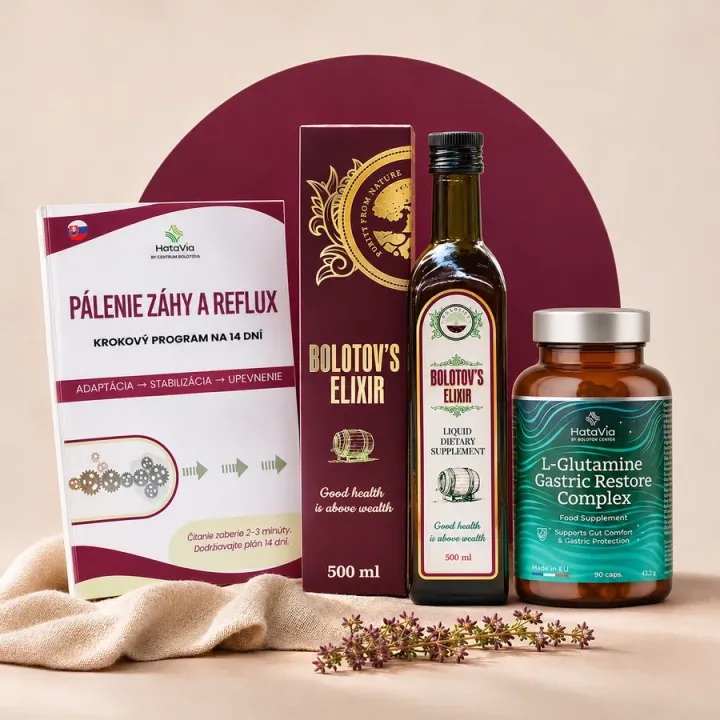 HataVia
BY CENTRUM BOLOTOVA
PÁLENIE ZÁHY A REFLUX
KROKOVÝ PROGRAM NA 14 DNÍ
ADAPTÁCIA → STABILIZÁCIA → UPEVNENIE
Čítanie zaberie 2-3 minúty.
Dodržiavajte plán 14 dní.
PURITY FROM NATURE
BOLOTOV'S
ELIXIR
Good health
is above wealth
500 ml
BOLOTOV'S
ELIXIR
LIQUID
DIETARY
SUPPLEMENT
Good health
is above wealth
500 ml
HataVia
BY BOLOTOV CENTER
L-Glutamine
Gastric Restore
Complex
Food Supplement
Supports Gut Comfort
& Gastric Protection
Made in EU
90 caps.
43,2 g